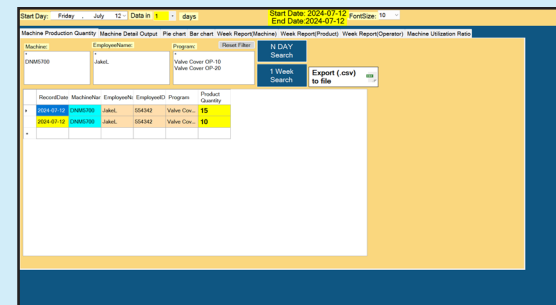 Start Day: Friday , July 12 Data in 1 days Start Date: 2024-07-12 FontSize: 10
End Date:2024-07-12
Machine Production Quantity Machine Detail Output Pie chart Bar chart Week Report(Machine) Week Report(Product) Week Report(Operator) Machine Utilization Ratio
Machine: EmployeeName: Program: Reset Filter N DAY
Search
* * *
DNM5700 JakeL Valve Cover OP-10
Valve Cover OP-20
1 Week Export (.csv)
Search to file
RecordDate MachineNar EmployeeNa EmployeeID Program Product
Quantity
2024-07-12 DNM5700 JakeL 554342 Valve Cov... 15
2024-07-12 DNM5700 JakeL 554342 Valve Cov... 10
*